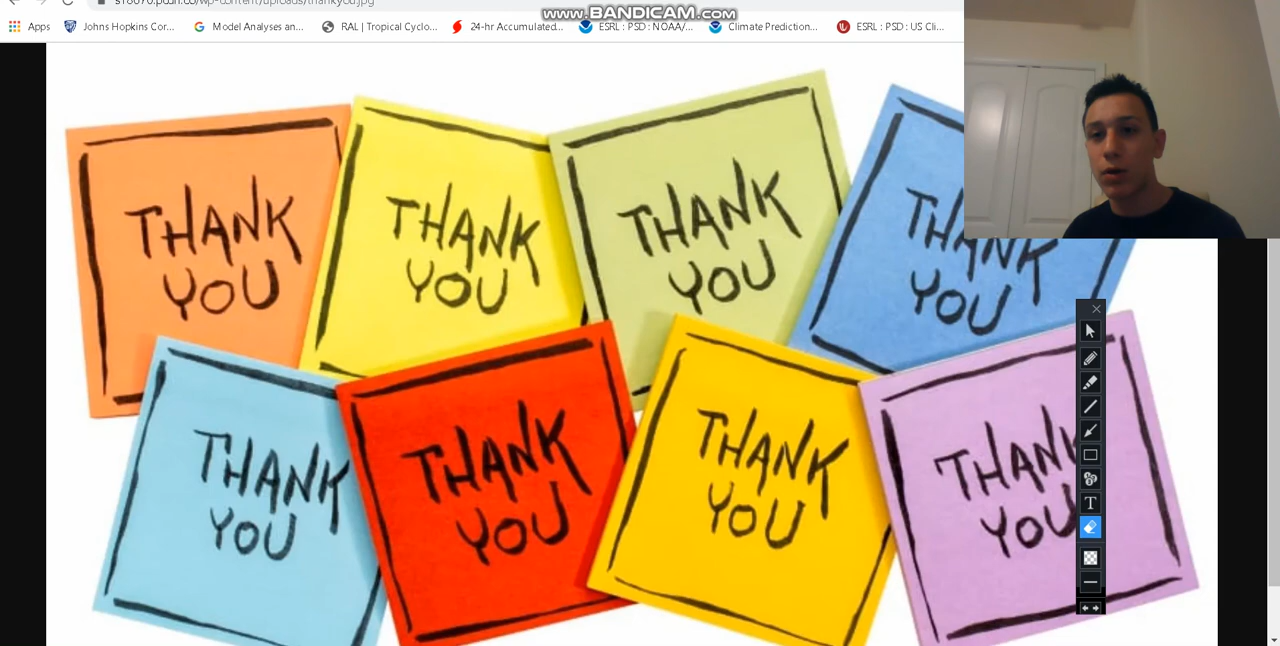 www.BANDICAM.com
Apps
Johns Hopkins Cor...
Model Analyses an...
RAL | Tropical Cyclo...
24-hr Accumulated...
ESRL : PSD : NOAA/...
Climate Prediction...
ESRL : PSD : US Cli...
THANK
YOU
THANK
YOU
THANK
YOU
THANK
YOU
THANK
YOU
THANK
YOU
THANK
YOU
THANK
YOU
T